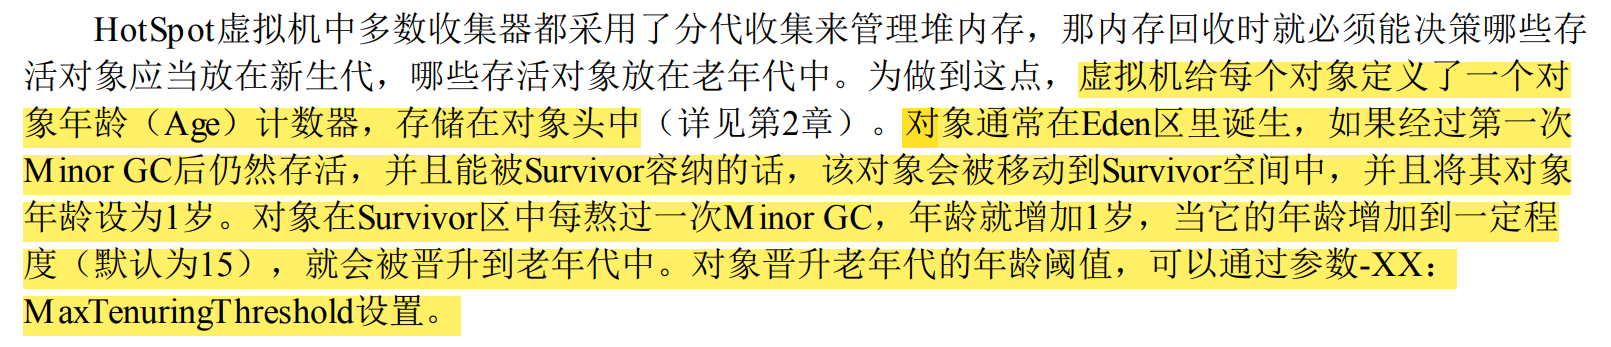 HotSpot虚拟机中多数收集器都采用了分代收集来管理堆内存，那内存回收时就必须能决策哪些存
活对象应当放在新生代，哪些存活对象放在老年代中。为做到这点，虚拟机给每个对象定义了一个对
象年龄（Age）计数器，存储在对象头中（详见第2章）。对象通常在Eden区里诞生，如果经过第一次
Minor GC后仍然存活，并且能被Survivor容纳的话，该对象会被移动到Survivor空间中，并且将其对象
年龄设为1岁。对象在Survivor区中每熬过一次Minor GC，年龄就增加1岁，当它的年龄增加到一定程
度（默认为15），就会被晋升到老年代中。对象晋升老年代的年龄阈值，可以通过参数-XX：
MaxTenuringThreshold设置。